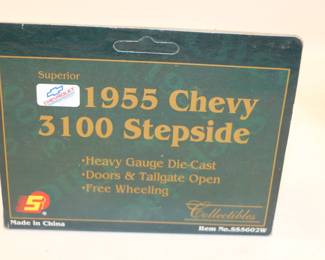 Superior
CHEVROLET
1955 Chevy
3100 Stepside
•Heavy Gauge Die-Cast
•Doors & Tailgate Open
•Free Wheeling
S
Collectibles
Made in China
Item No.SS5602W